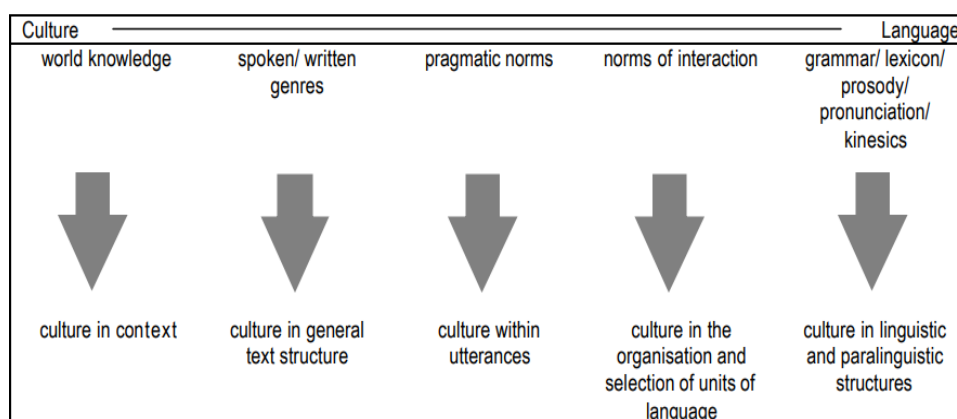 Culture Language
world knowledge
spoken/ written
genres
pragmatic norms
norms of interaction
grammar/ lexicon/
prosody/
pronunciation/
kinesics
culture in context
culture in general
text structure
culture within
utterances
culture in the
organisation and
selection of units of
language
culture in linguistic
and paralinguistic
structures